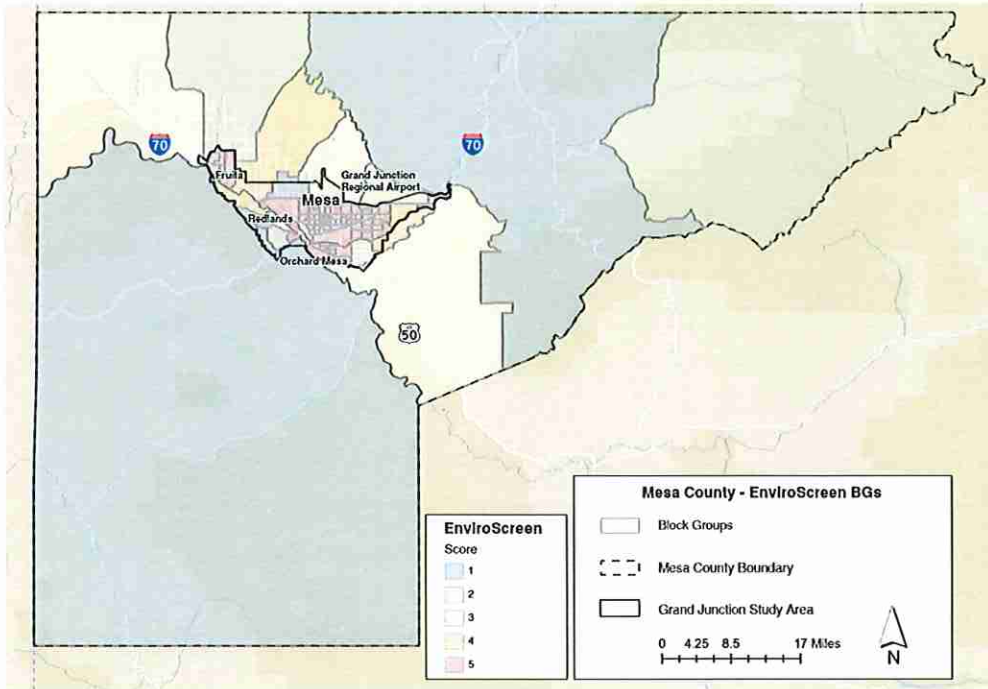 70
70
Fruita
Grand Junction
Regional Airport
Mesa
Redlands
Orchard Mesa
US
50
EnviroScreen
Score
1
2
3
4
5
Mesa County - EnviroScreen BGs
Block Groups
Mesa County Boundary
Grand Junction Study Area
0 4.25 8.5 17 Miles
N